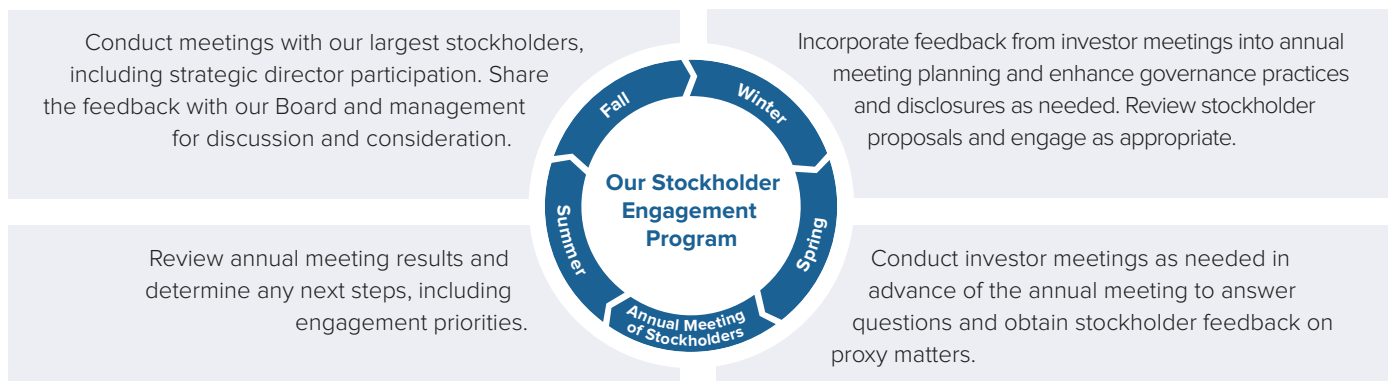 Conduct meetings with our largest stockholders,
including strategic director participation. Share
the feedback with our Board and management
for discussion and consideration.
Incorporate feedback from investor meetings into annual
meeting planning and enhance governance practices
and disclosures as needed. Review stockholder
proposals and engage as appropriate.
Fall
Winter
Our Stockholder
Engagement
Program
Summer
Spring
Annual Meeting
of Stockholders
Review annual meeting results and
determine any next steps, including
engagement priorities.
Conduct investor meetings as needed in
advance of the annual meeting to answer
questions and obtain stockholder feedback on
proxy matters.